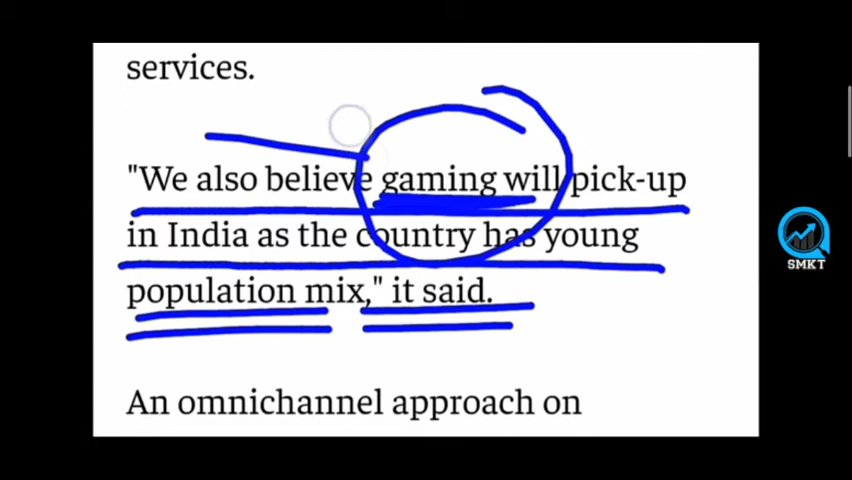 services.
"We also believe gaming will pick-up
in India as the country has young
population mix," it said.
An omnichannel approach on
SMKT